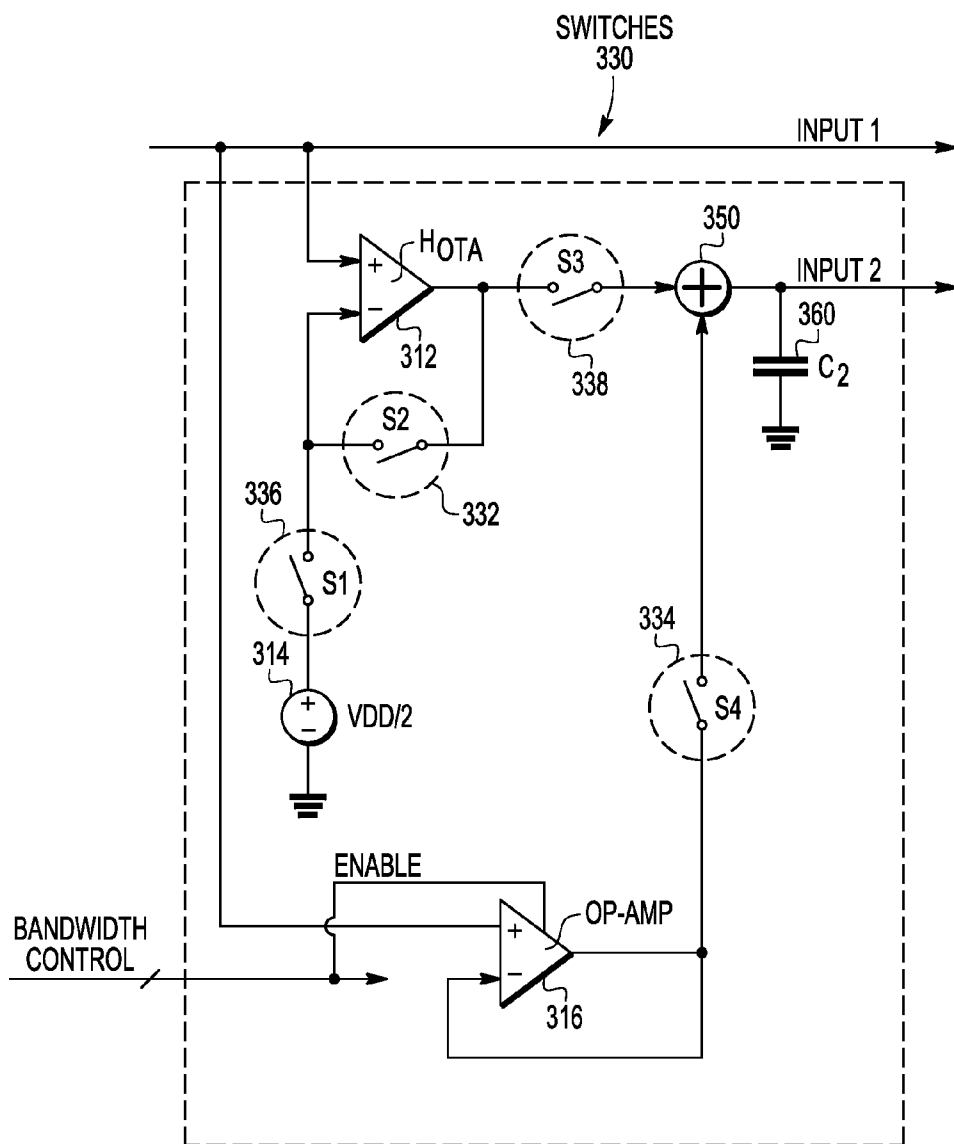 SWITCHES
330
INPUT 1
350
HOTA
S3
INPUT 2
+
−
+
360
312
338
C2
S2
336
332
S1
334
314
+
−
VDD/2
S4
ENABLE
OP-AMP
BANDWIDTH
CONTROL
+
−
316